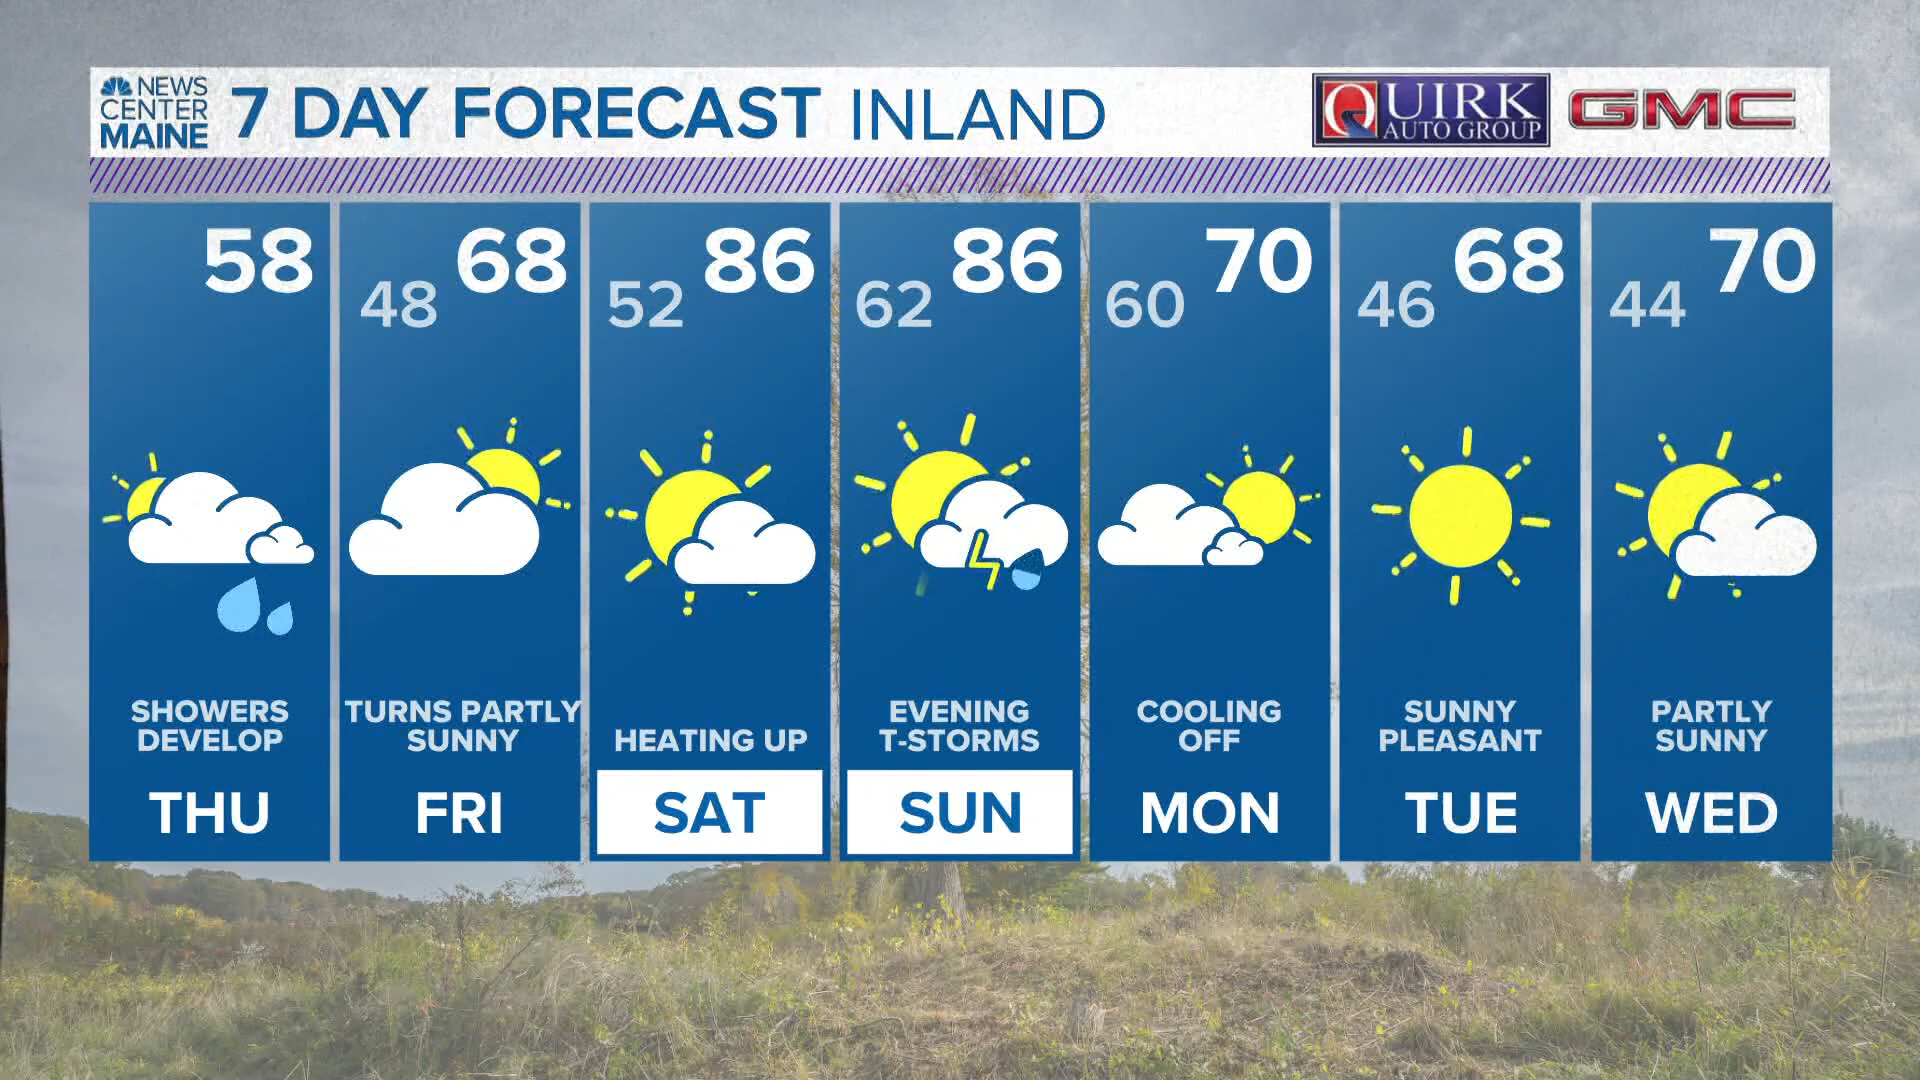 NEWS
CENTER
MAINE
7 DAY FORECAST INLAND
QUIRK
AUTO GROUP
GMC
58
48 68
52 86
62 86
60 70
46 68
44 70
SHOWERS
DEVELOP
THU
TURNS PARTLY
SUNNY
FRI
HEATING UP
SAT
EVENING
T-STORMS
SUN
COOLING
OFF
MON
SUNNY
PLEASANT
TUE
PARTLY
SUNNY
WED